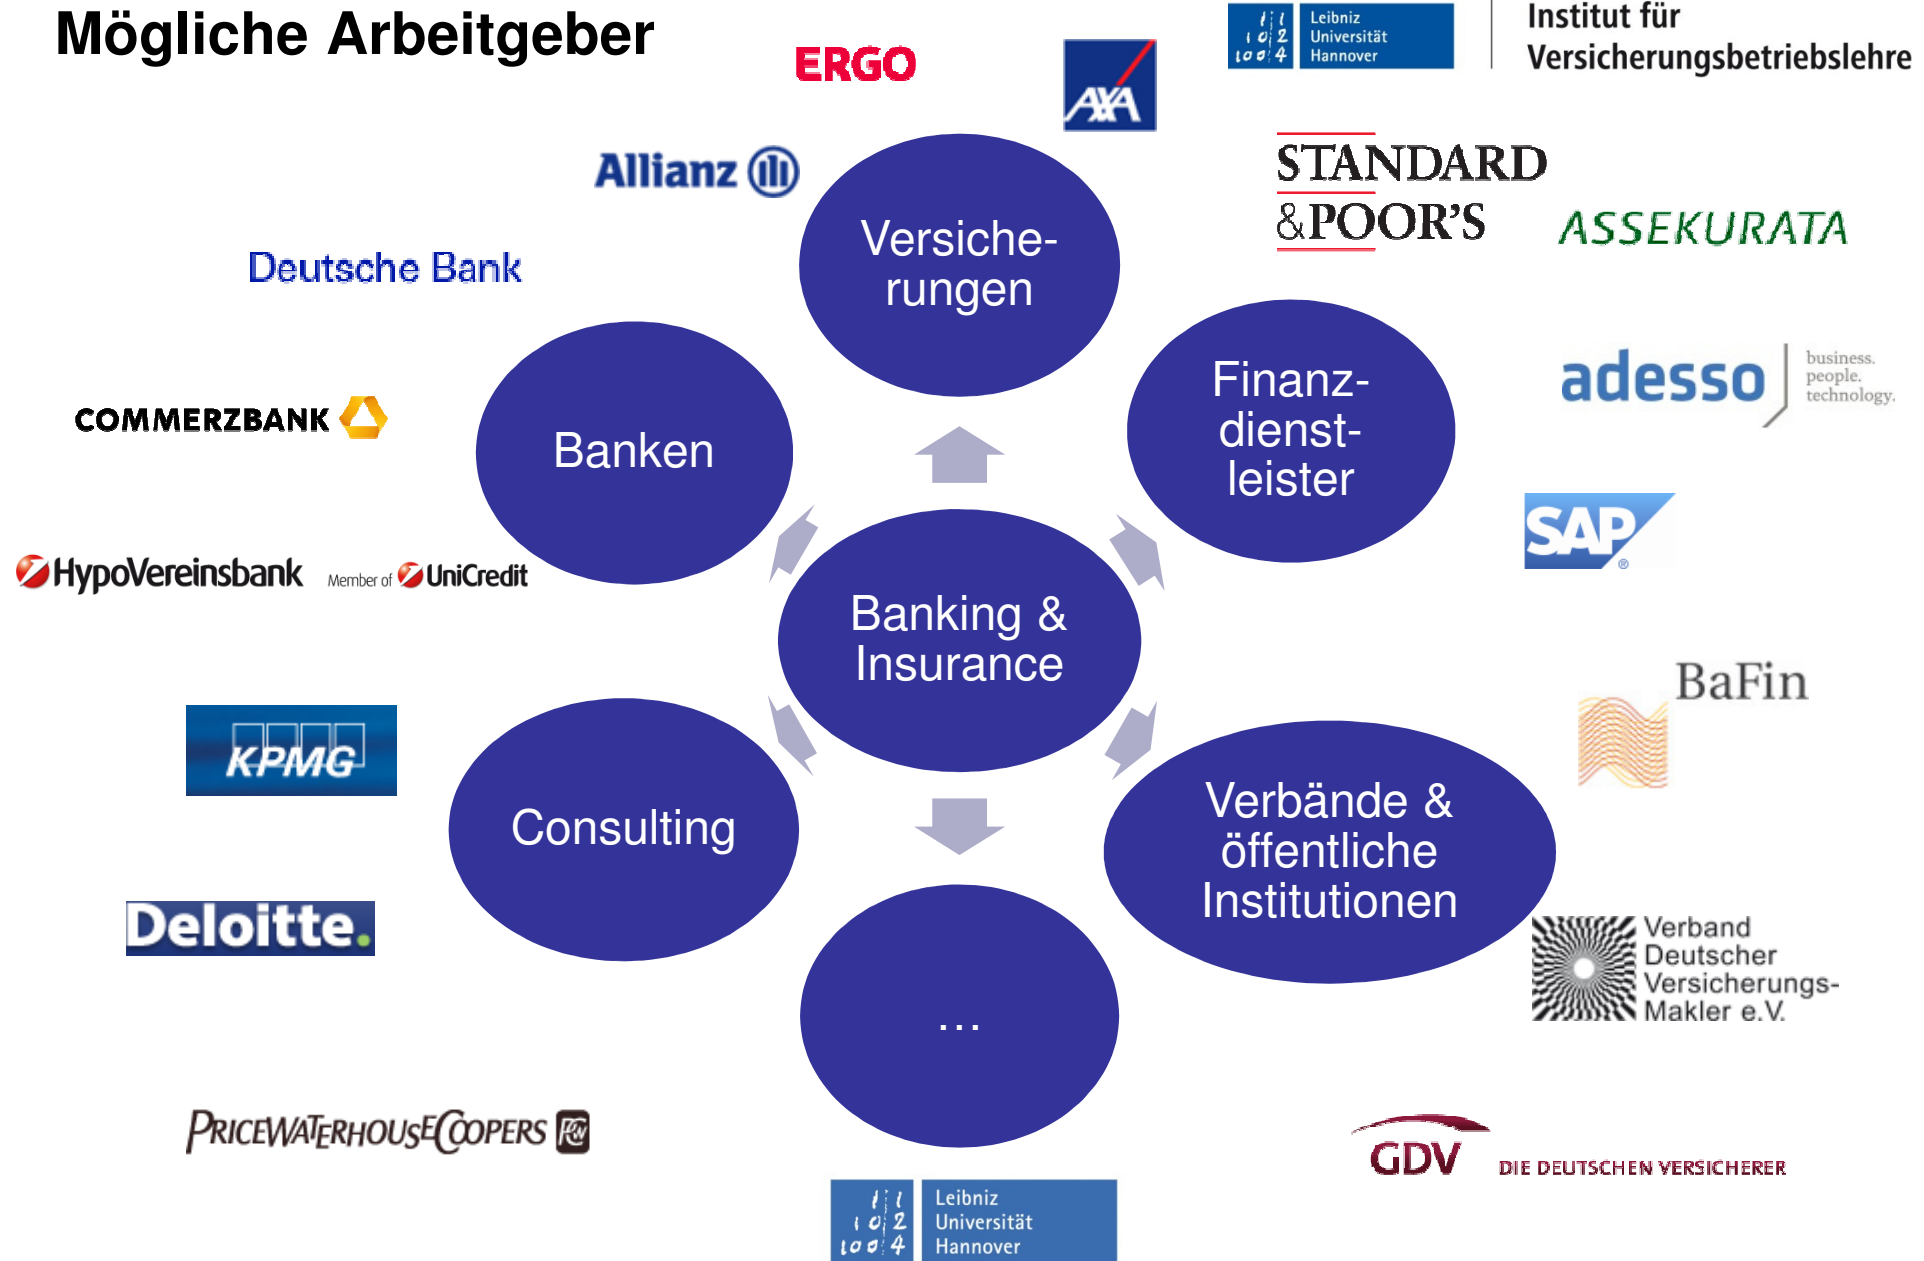 Mögliche Arbeitgeber
Leibniz
Universität
Hannover
Institut für
Versicherungsbetriebslehre
ERGO
AXA
Allianz
STANDARD
&POOR'S
ASSEKURATA
Deutsche Bank
Versiche-
rungen
Finanz-
dienst-
leister
adesso
business.
people.
technology.
COMMERZBANK
Banken
SAP
®
HypoVereinsbank
Member of UniCredit
Banking &
Insurance
BaFin
KPMG
Consulting
Verbände &
öffentliche
Institutionen
Deloitte.
Verband
Deutscher
Versicherungs-
Makler e.V.
...
PRICEWATERHOUSECOOPERS PwC
GDV DIE DEUTSCHEN VERSICHERER
Leibniz
Universität
Hannover